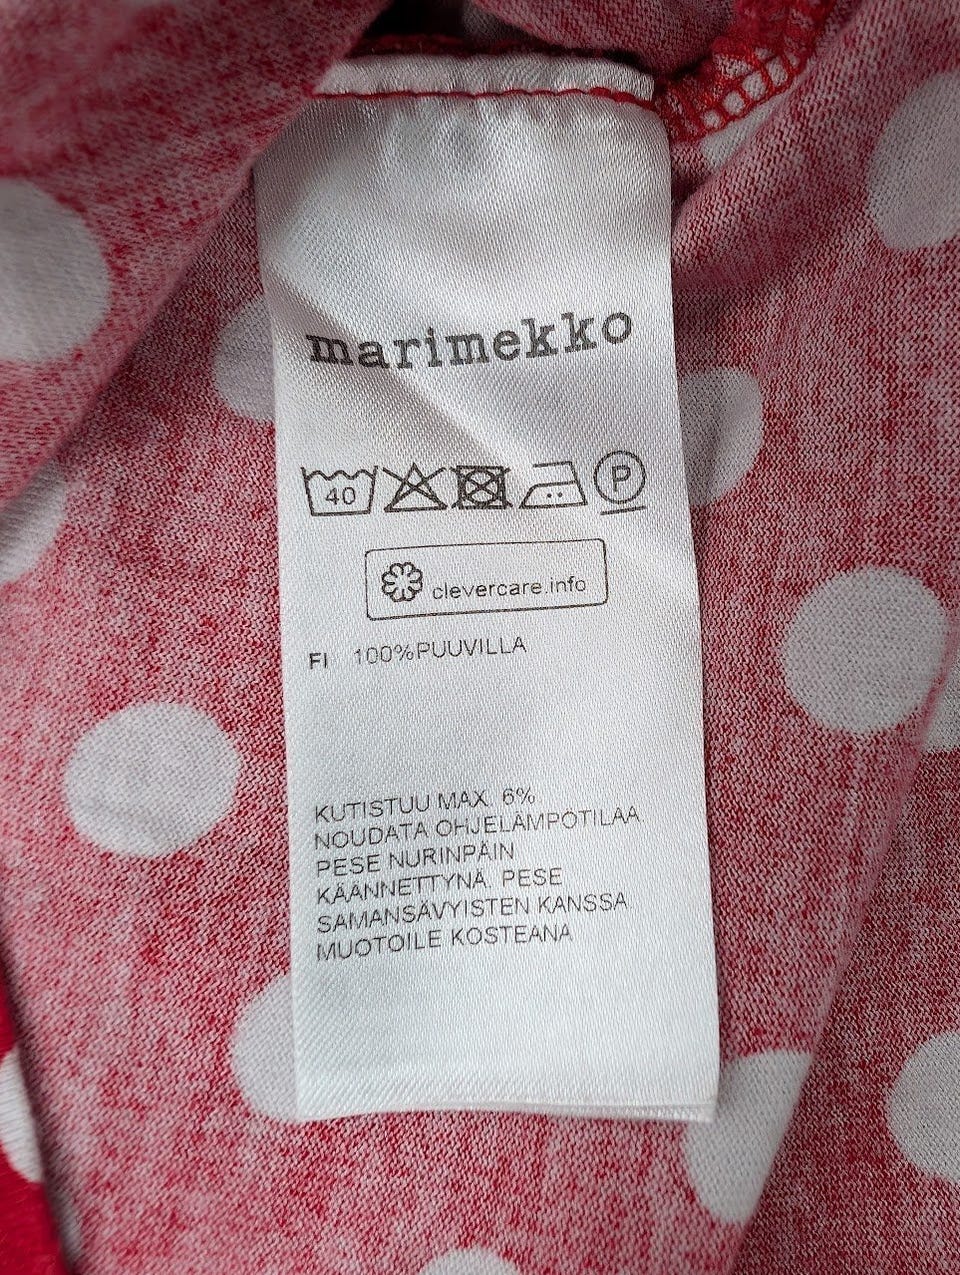 marimekko
40 P
clevercare.info
FI 100%PUUVILLA
KUTISTUU MAX. 6%
NOUDATA OHJELÄMPÖTILAA
PESE NURINPÄIN
KÄÄNNETTYNÄ. PESE
SAMANSÄVYISTEN KANSSA.
MUOTOILE KOSTEANA